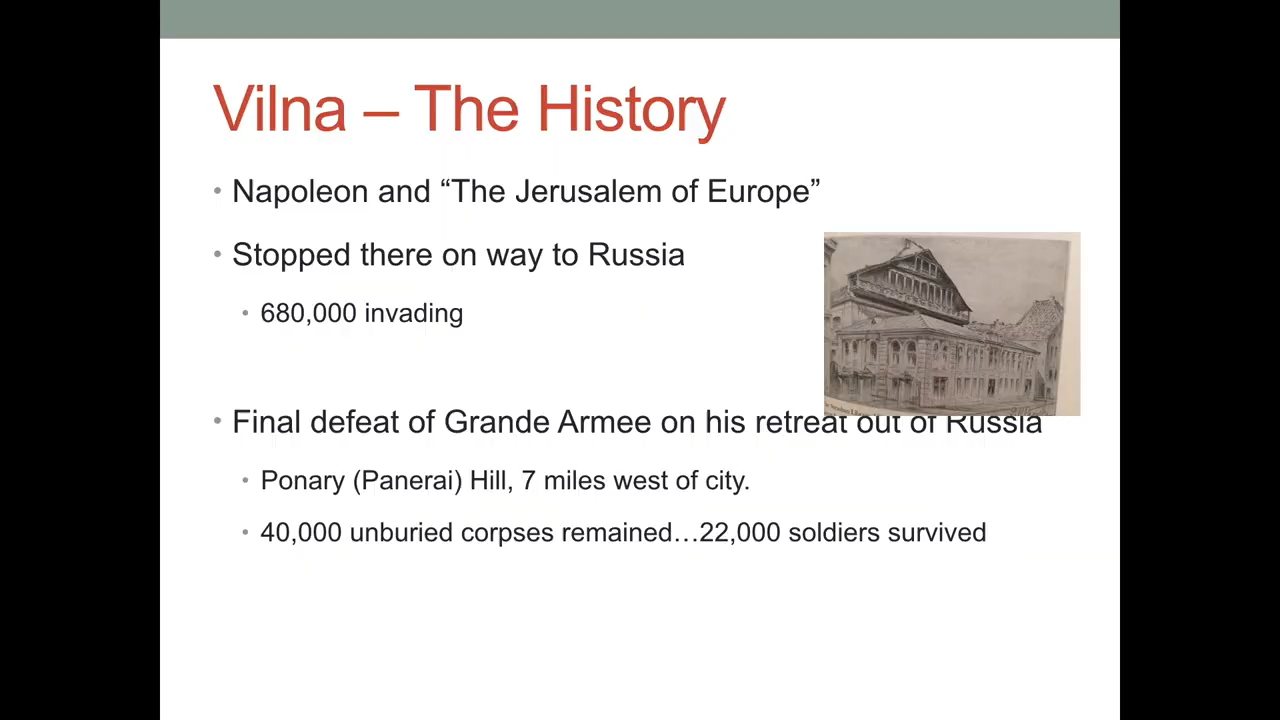 Vilna – The History
• Napoleon and “The Jerusalem of Europe”
• Stopped there on way to Russia
• 680,000 invading
• Final defeat of Grande Armee on his retreat out of Russia
• Ponary (Panerai) Hill, 7 miles west of city.
• 40,000 unburied corpses remained…22,000 soldiers survived